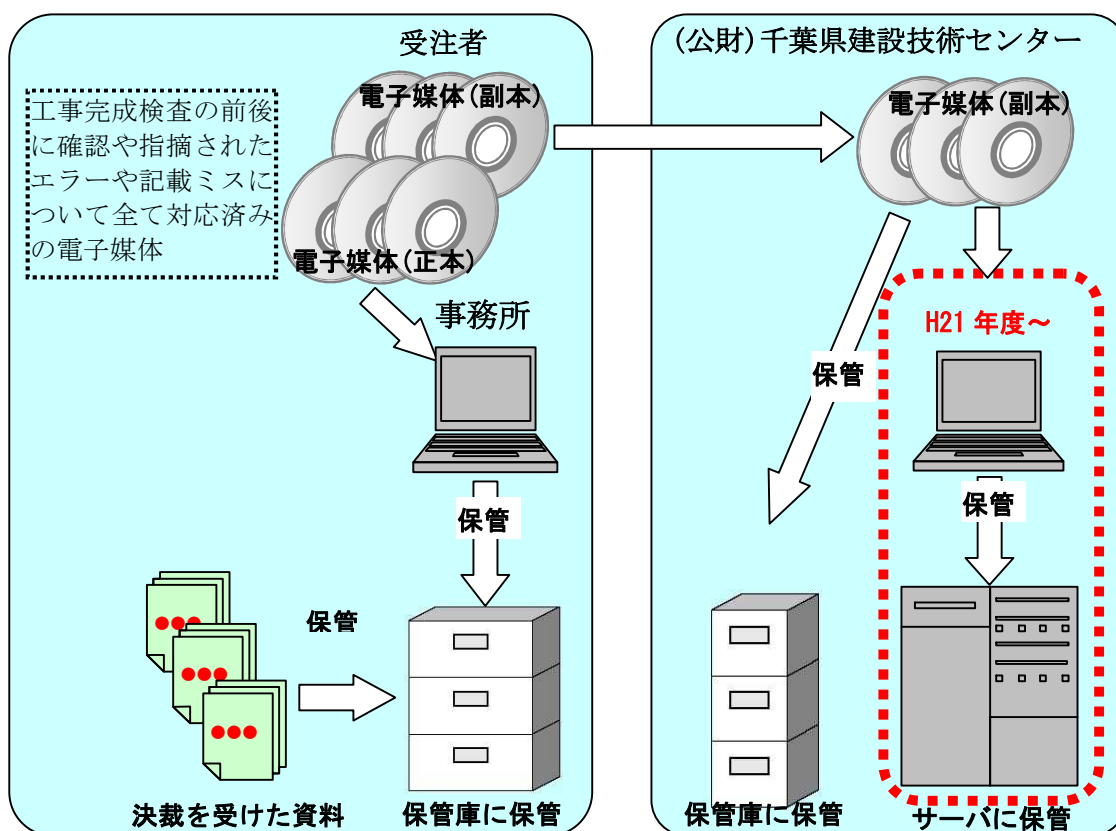 受注者
電子媒体(副本)
工事完成検査の前後
に確認や指摘された
エラーや記載ミスに
ついて全て対応済み
の電子媒体
電子媒体(正本)
事務所
保管
保管
決裁を受けた資料
保管庫に保管
(公財)千葉県建設技術センター
電子媒体(副本)
H21 年度～
保管
保管
保管庫に保管
サーバに保管